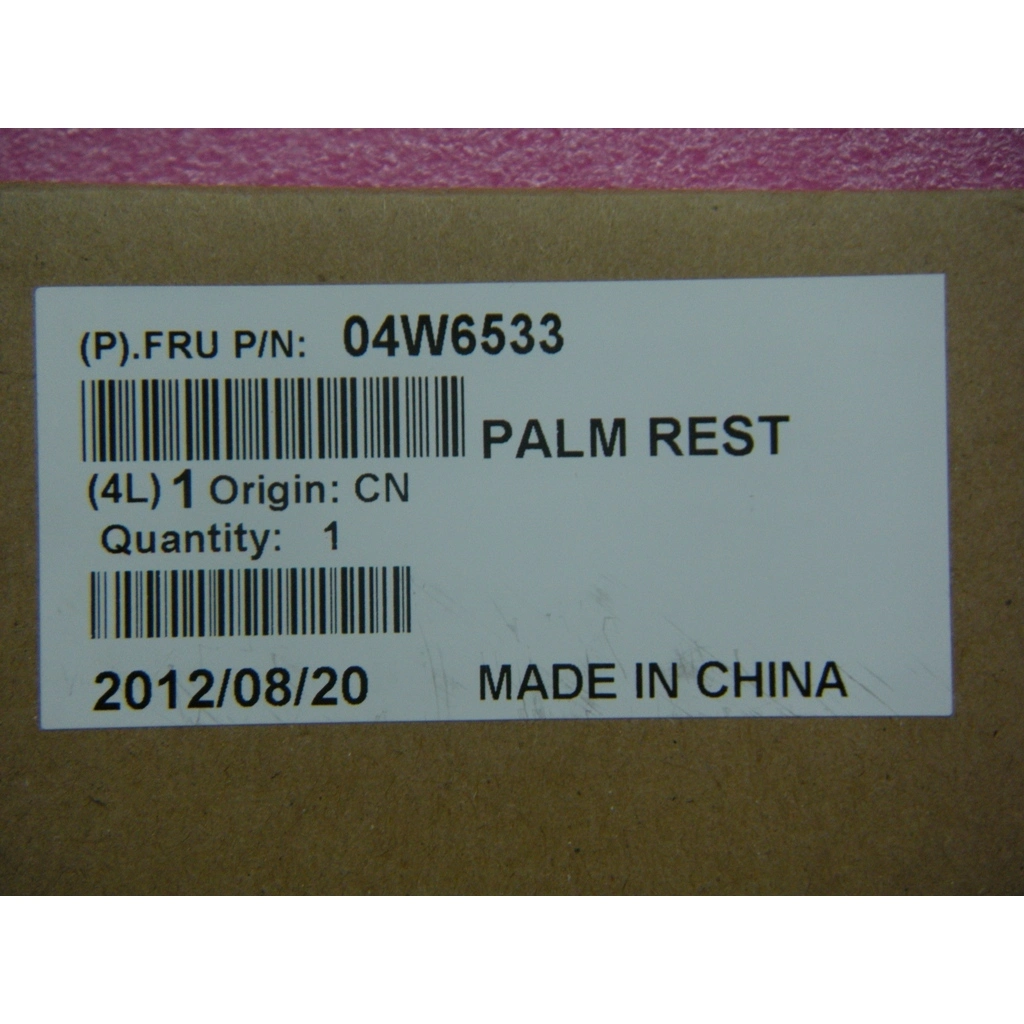 (P).FRU P/N: 04W6533
PALM REST
(4L) 1 Origin: CN
Quantity: 1
2012/08/20 MADE IN CHINA